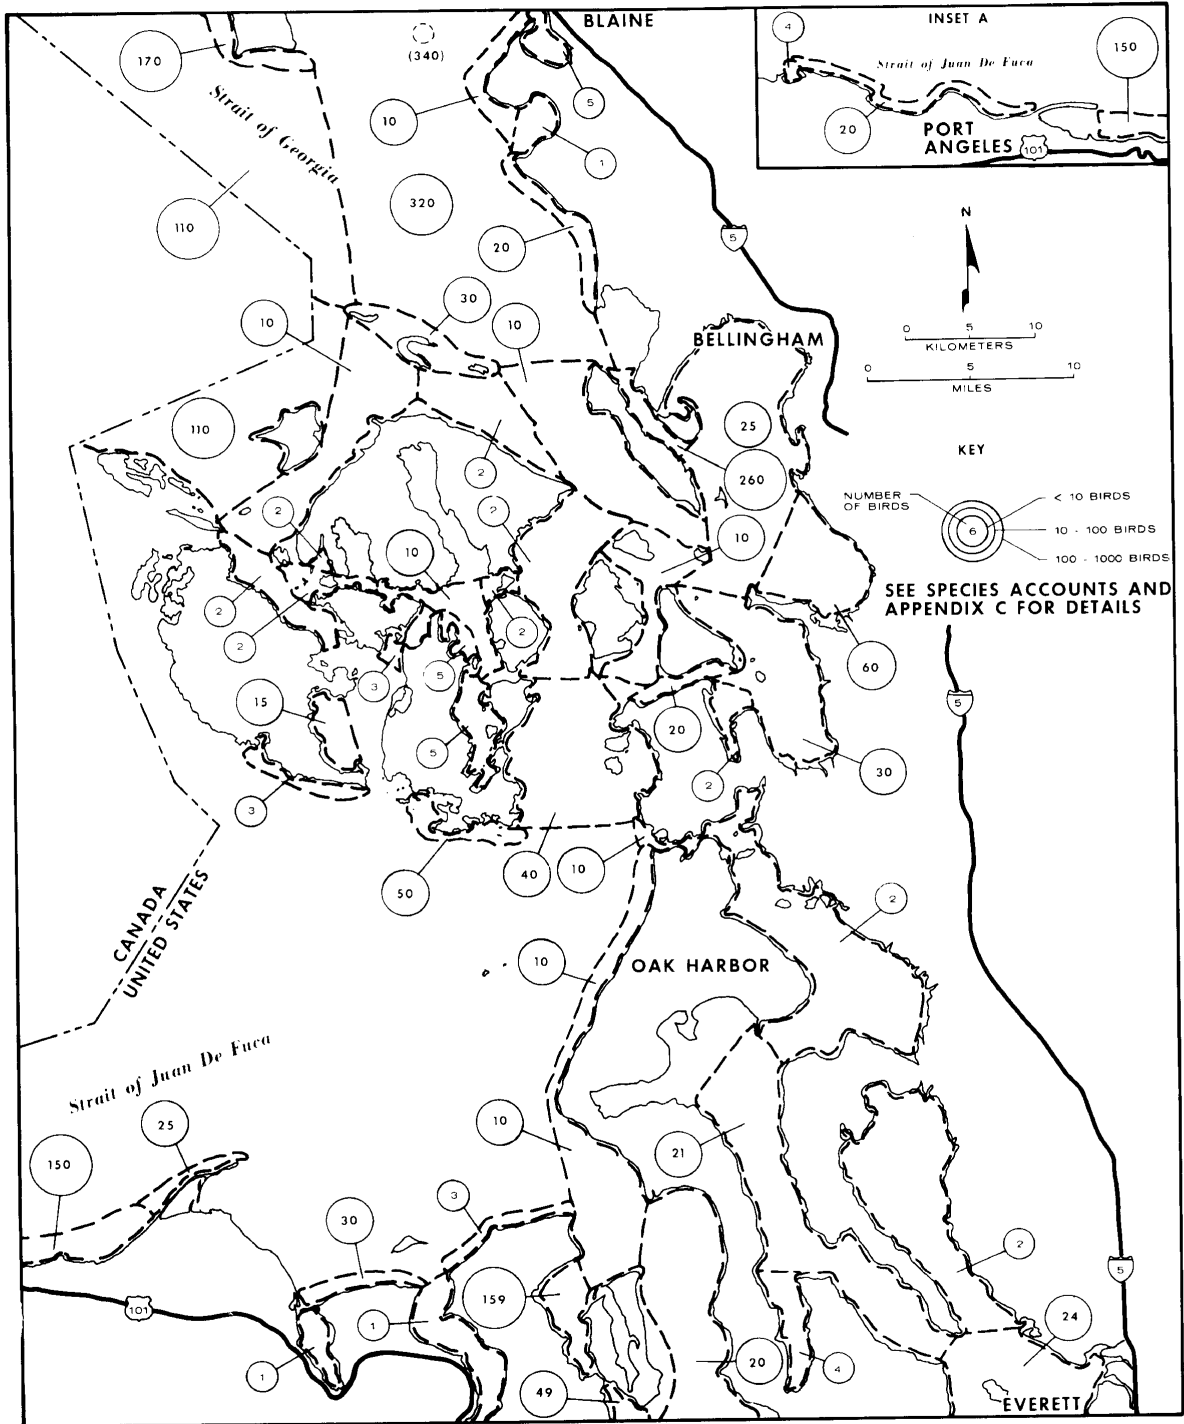 BLAINE
(340)
170
10
5
1
Strait of Georgia
320
110
20
5
INSET A
4
150
Strait of Juan De Fuca
20
PORT
ANGELES
101
N
0 5 10
KILOMETERS
0 5 10
MILES
30
10
10
BELLINGHAM
110
25
2
260
2
2
10
10
KEY
NUMBER
OF BIRDS
6
< 10 BIRDS
10 - 100 BIRDS
100 - 1000 BIRDS
SEE SPECIES ACCOUNTS AND
APPENDIX C FOR DETAILS
2
2
2
3
5
60
15
20
5
5
30
2
3
40
10
50
2
CANADA
UNITED STATES
10
OAK HARBOR
Strait of Juan De Fuca
25
10
150
21
3
30
2
159
5
101
1
24
1
20
4
49
EVERETT